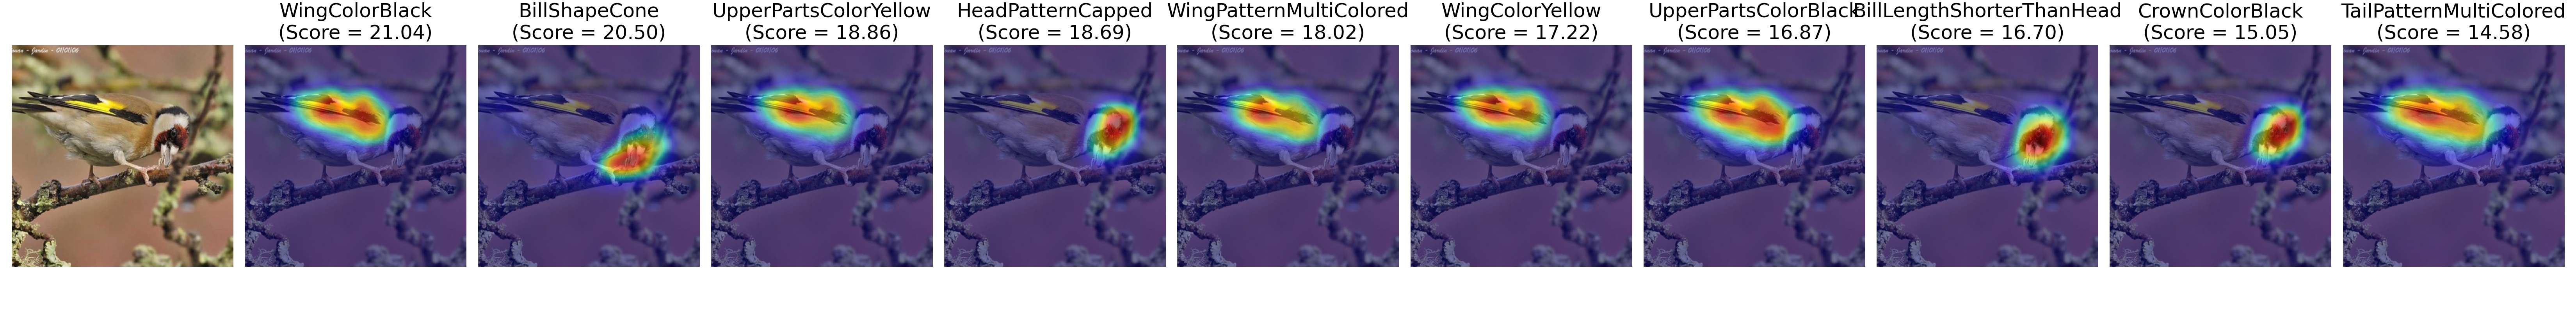 WingColorBlack
(Score = 21.04)
BillShapeCone
(Score = 20.50)
UpperPartsColorYellow
(Score = 18.86)
HeadPatternCapped
(Score = 18.69)
WingPatternMultiColored
(Score = 18.02)
WingColorYellow
(Score = 17.22)
UpperPartsColorBlack
(Score = 16.87)
BillLengthShorterThanHead
(Score = 16.70)
CrownColorBlack
(Score = 15.05)
TailPatternMultiColored
(Score = 14.58)